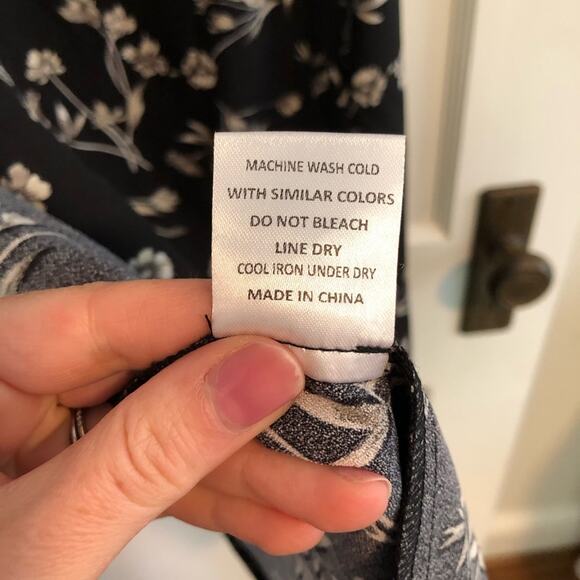 MACHINE WASH COLD
WITH SIMILAR COLORS
DO NOT BLEACH
LINE DRY
COOL IRON UNDER DRY
MADE IN CHINA